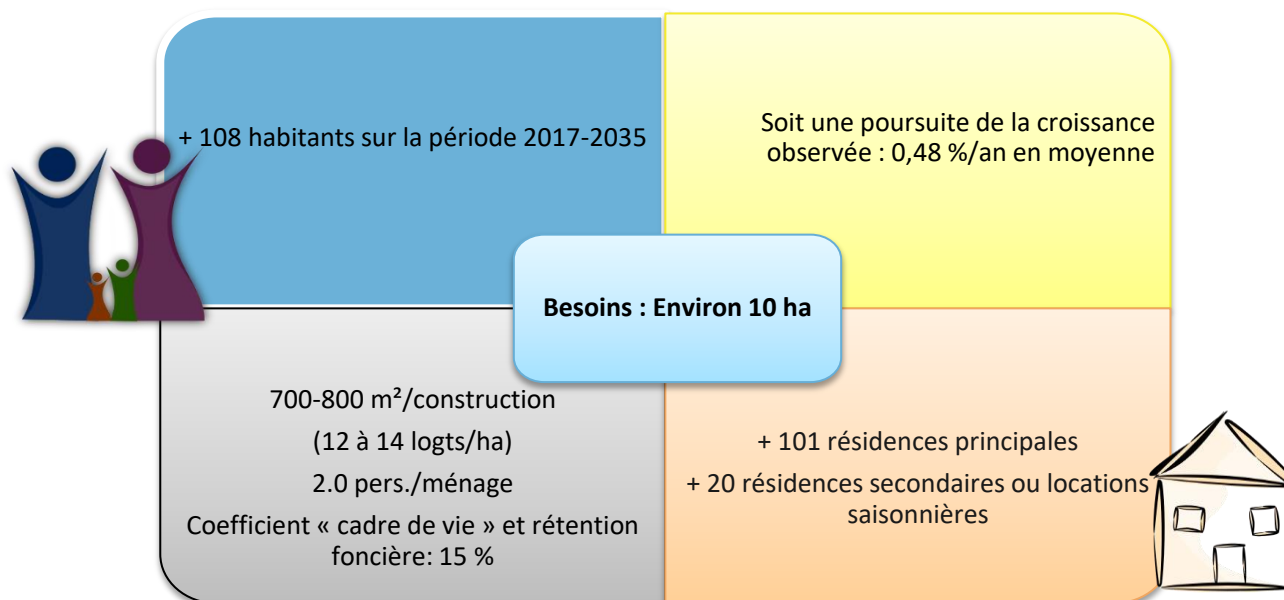 + 108 habitants sur la période 2017-2035
Soit une poursuite de la croissance
observée : 0,48 %/an en moyenne
Besoins : Environ 10 ha
700-800 m²/construction
(12 à 14 logts/ha)
2.0 pers./ménage
Coefficient « cadre de vie » et rétention
foncière: 15 %
+ 101 résidences principales
+ 20 résidences secondaires ou locations
saisonnières